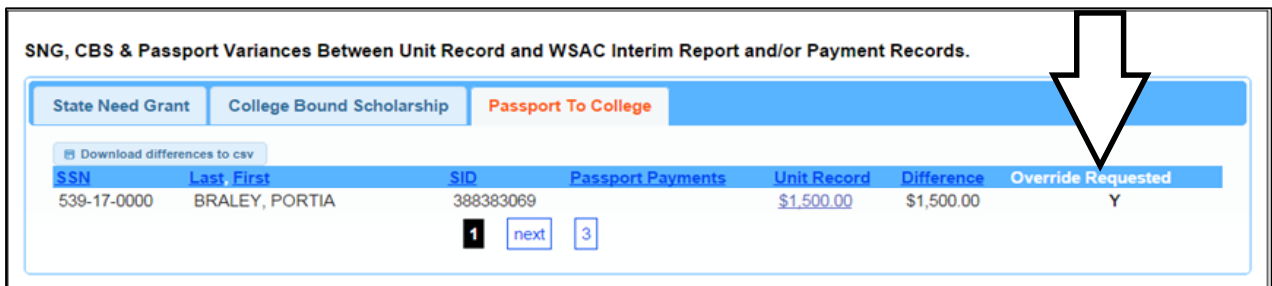 SNG, CBS & Passport Variances Between Unit Record and WSAC Interim Report and/or Payment Records.
State Need Grant College Bound Scholarship Passport To College
Download differences to csv
SSN Last, First SID Passport Payments Unit Record Difference Override Requested
539-17-0000 BRALEY, PORTIA 388383069 $1,500.00 $1,500.00 Y
1 next 3